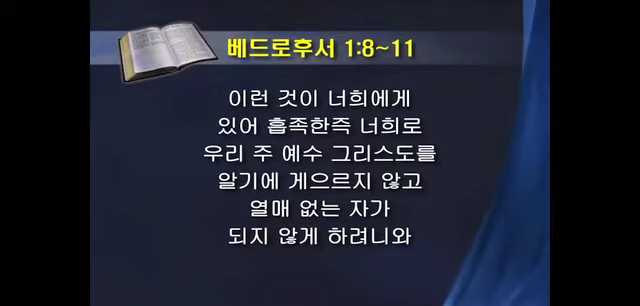 베드로후서 1:8~11
이런 것이 너희에게
있어 흡족한즉 너희로
우리 주 예수 그리스도를
알기에 게으르지 않고
열매 없는 자가
되지 않게 하려니와